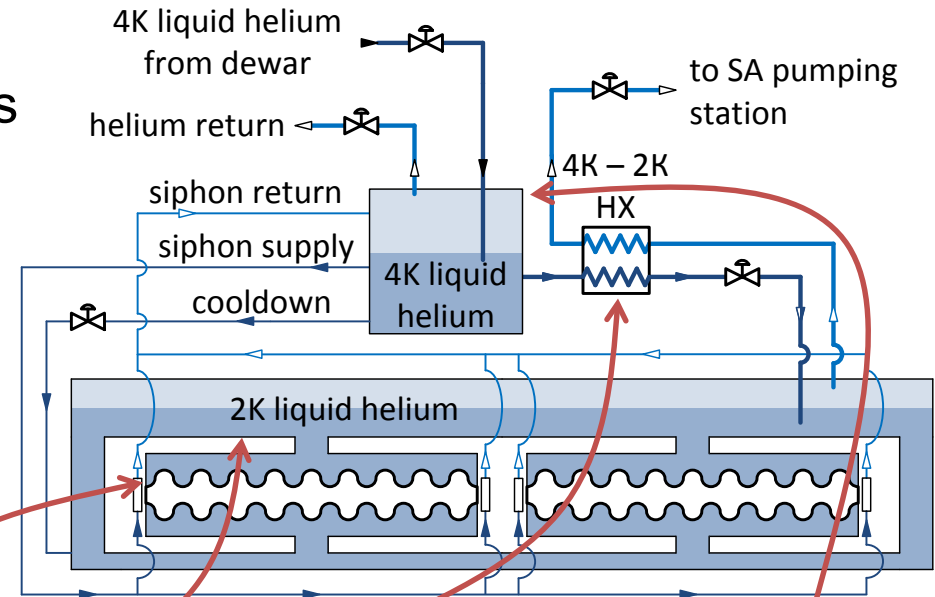 4K liquid helium
from dewar
s
to SA pumping
station
helium return
4K – 2K
HX
siphon return
siphon supply
4K liquid
helium
cooldown
2K liquid helium